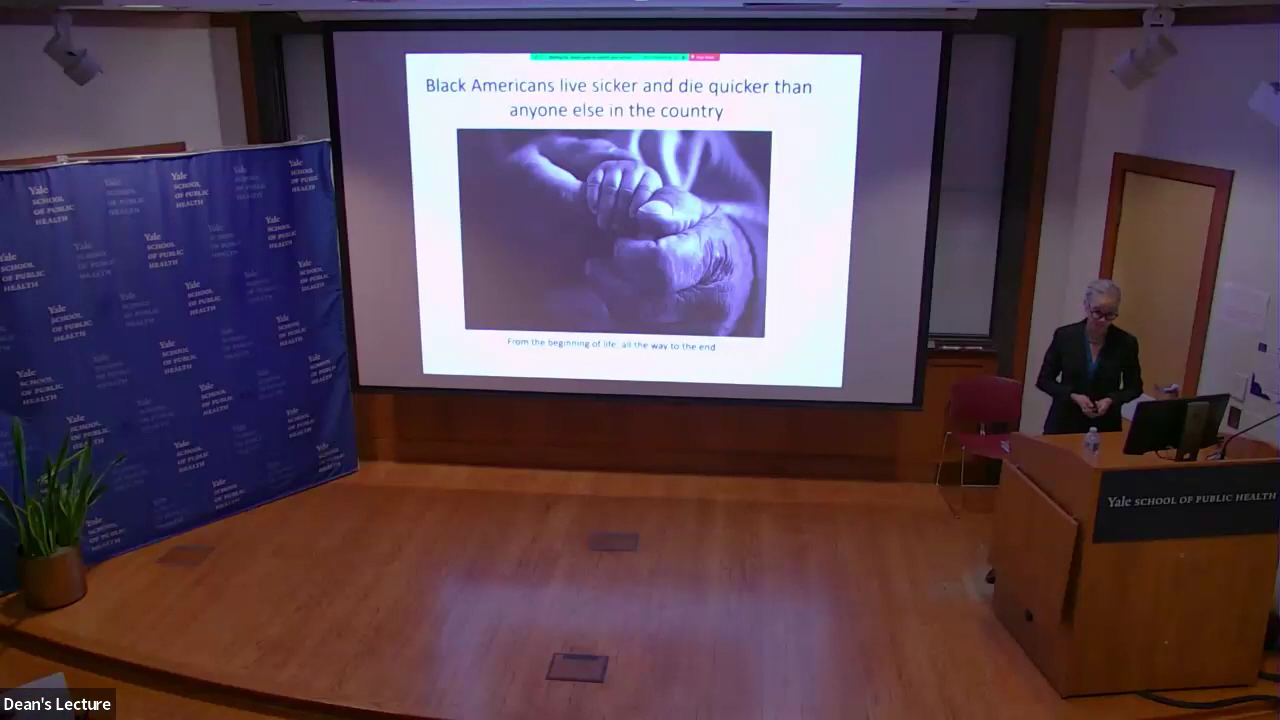 Black Americans live sicker and die quicker than
anyone else in the country
From the beginning of life, all the way to the end
Yale
SCHOOL
OF PUBLIC
HEALTH
Yale SCHOOL OF PUBLIC HEALTH
Dean's Lecture